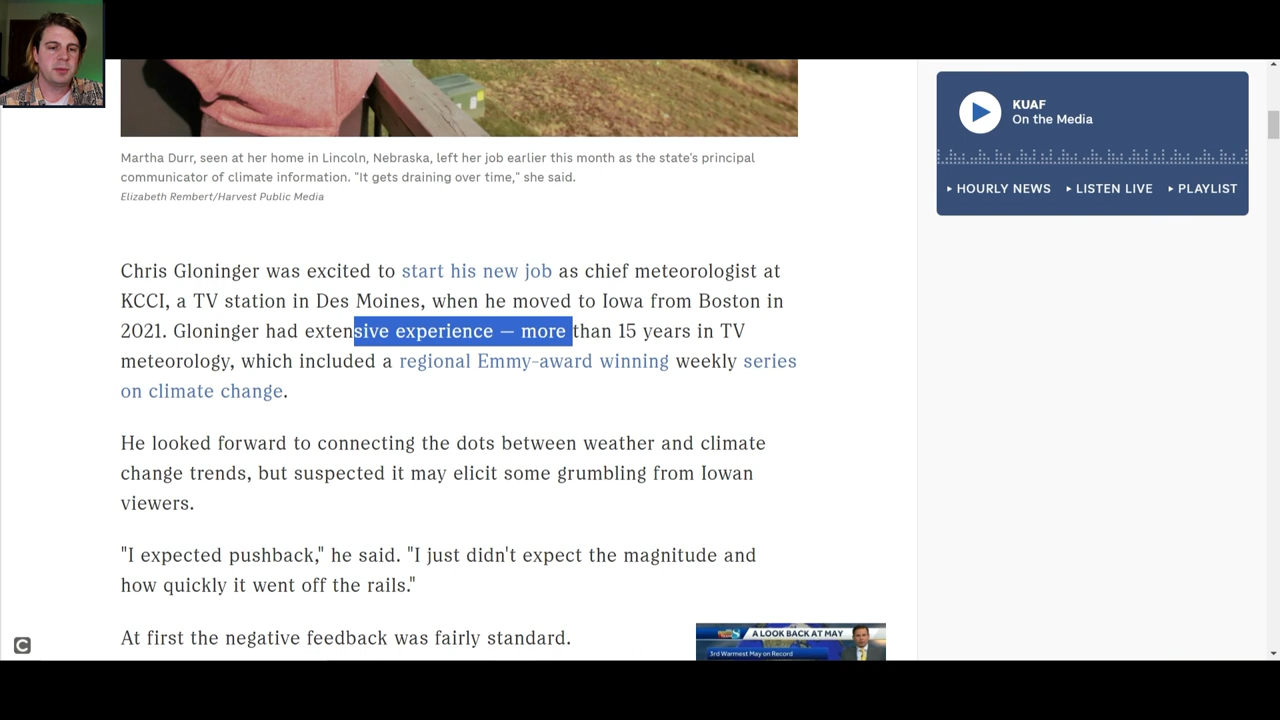 Martha Durr, seen at her home in Lincoln, Nebraska, left her job earlier this month as the state's principal
communicator of climate information. "It gets draining over time," she said.
Elizabeth Rembert/Harvest Public Media
Chris Gloninger was excited to start his new job as chief meteorologist at
KCCI, a TV station in Des Moines, when he moved to Iowa from Boston in
2021. Gloninger had extensive experience — more than 15 years in TV
meteorology, which included a regional Emmy-award winning weekly series
on climate change.
He looked forward to connecting the dots between weather and climate
change trends, but suspected it may elicit some grumbling from Iowan
viewers.
"I expected pushback," he said. "I just didn't expect the magnitude and
how quickly it went off the rails."
At first the negative feedback was fairly standard.
8 A LOOK BACK AT MAY
3rd Warmest May on Record
KUAF
On the Media
HOURLY NEWS LISTEN LIVE PLAYLIST
C